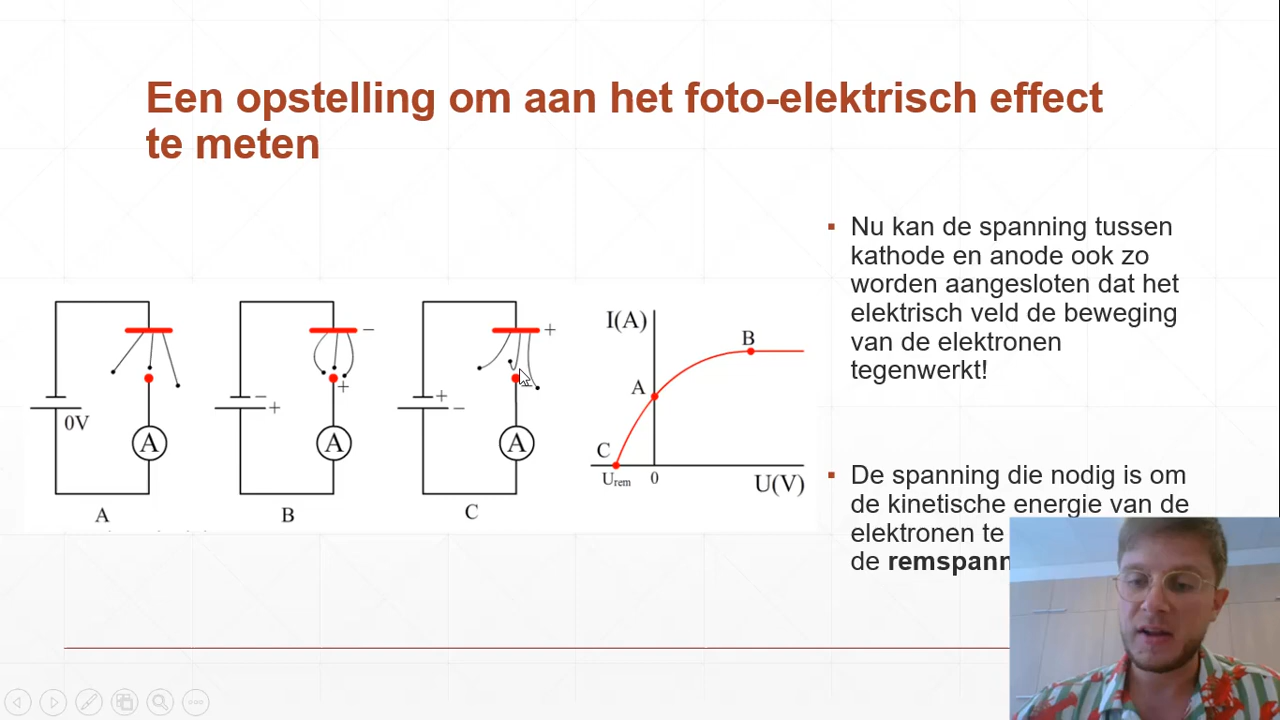 Een opstelling om aan het foto-elektrisch effect
te meten
Nu kan de spanning tussen
kathode en anode ook zo
worden aangesloten dat het
elektrisch veld de beweging
van de elektronen
tegenwerkt!
De spanning die nodig is om
de kinetische energie van de
elektronen te
de
−
+
0V
A
A
−
+
−
+
A
B
+
+
−
A
C
I(A)
B
A
C
Urem 0
U(V)